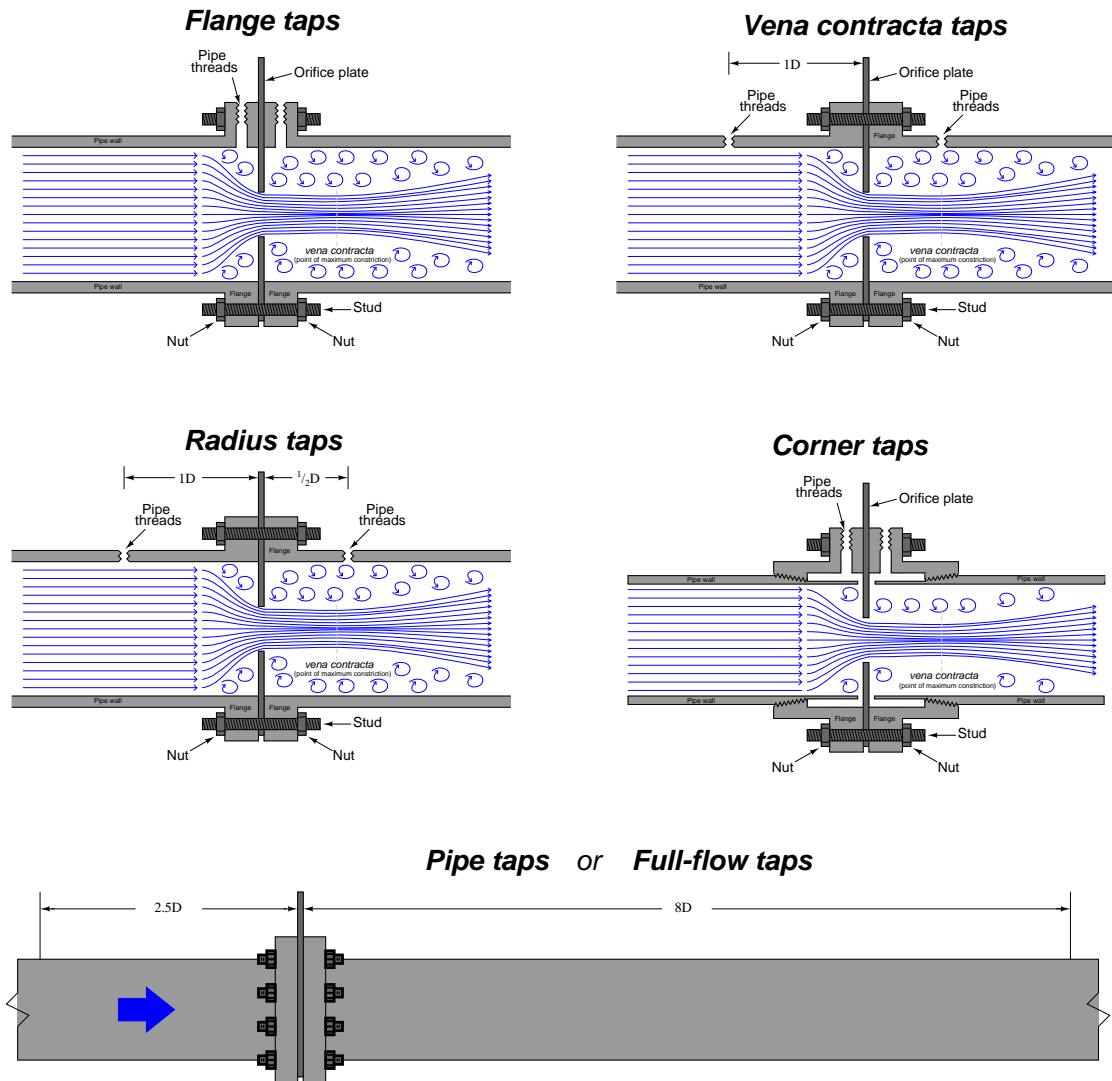 Flange taps
Pipe
threads
Orifice plate
Pipe wall
vena contracta
(point of maximum constriction)
Pipe wall
Flange
Flange
Stud
Nut
Nut
Vena contracta taps
1D
Orifice plate
Pipe
threads
Pipe
threads
Flange
vena contracta
(point of maximum constriction)
Pipe wall
Flange
Flange
Stud
Nut
Nut
Radius taps
1D
1/2D
Pipe
threads
Pipe
threads
Flange
vena contracta
(point of maximum constriction)
Pipe wall
Flange
Flange
Stud
Nut
Nut
Corner taps
Pipe
threads
Orifice plate
Pipe wall
Pipe wall
vena contracta
(point of maximum constriction)
Pipe wall
Pipe wall
Flange
Flange
Stud
Nut
Nut
Pipe taps or Full-flow taps
2.5D
8D